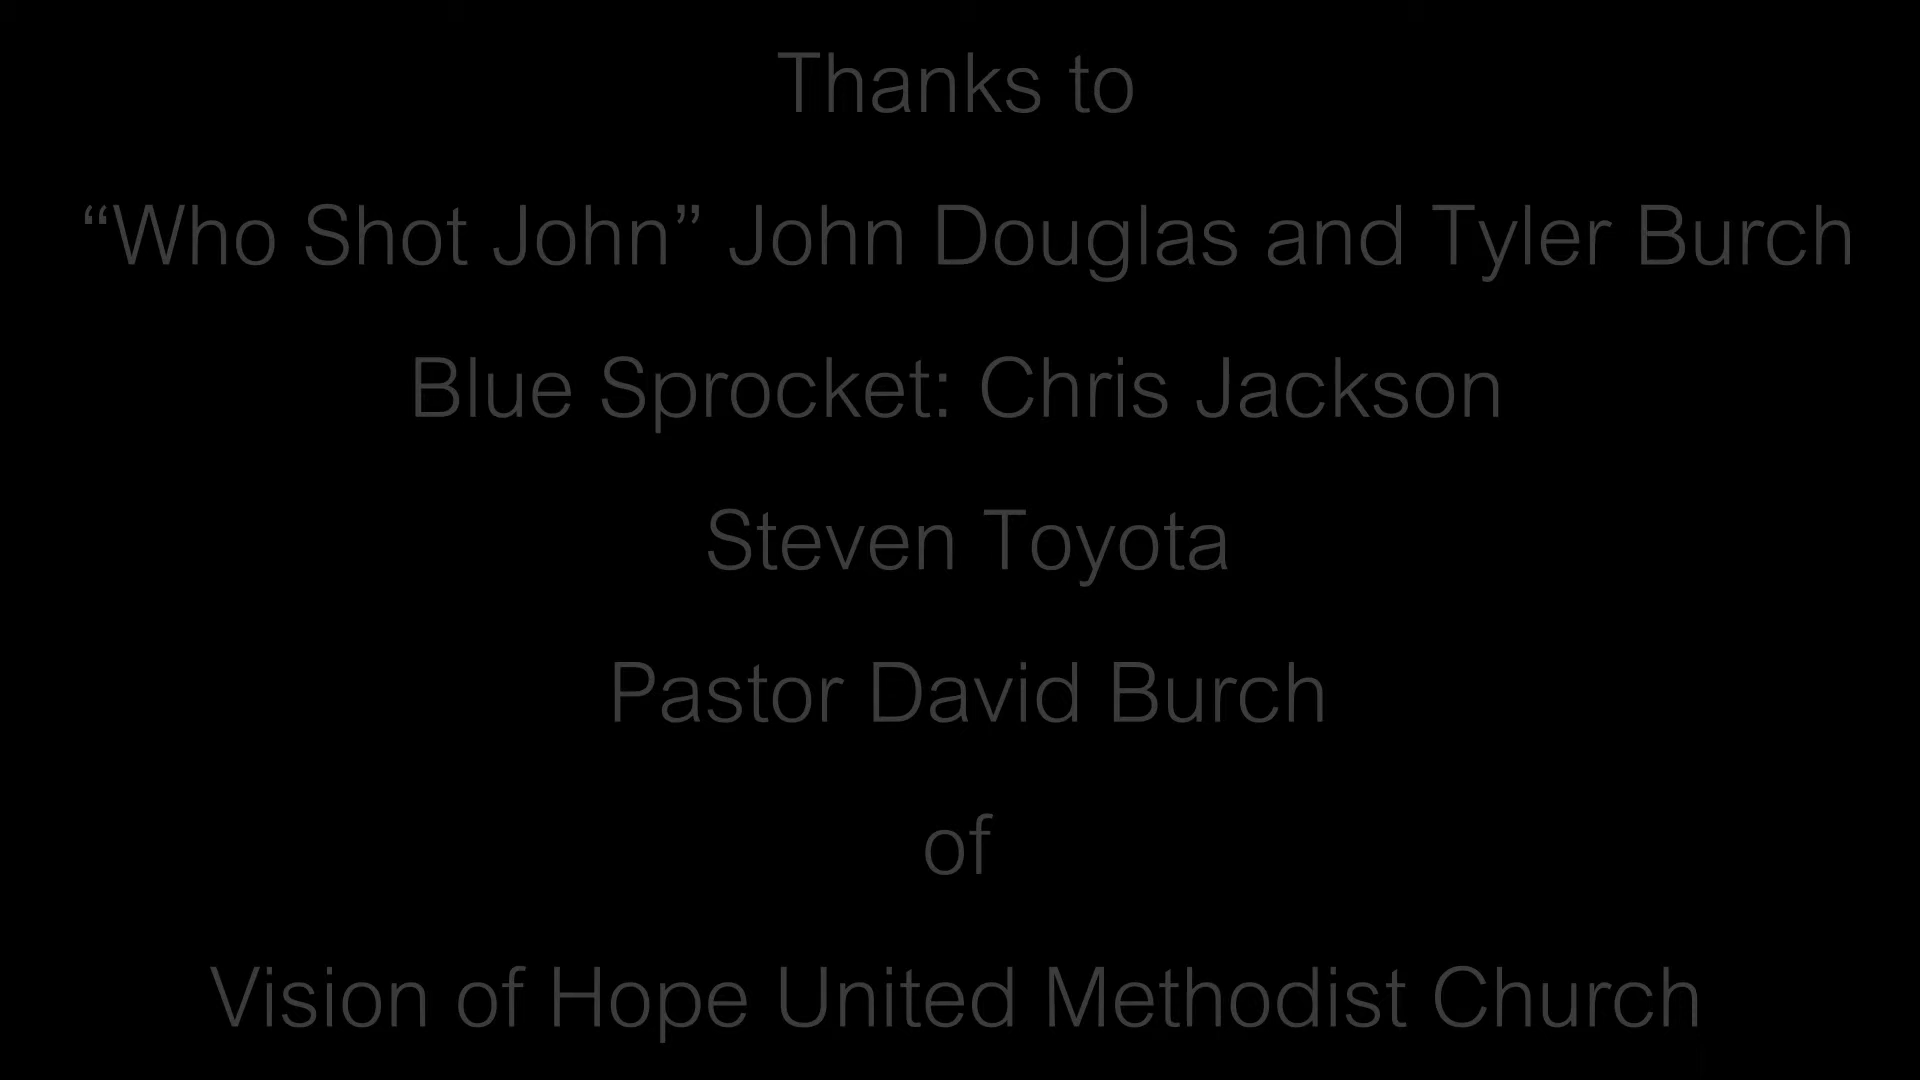 Thanks to
“Who Shot John” John Douglas and Tyler Burch
Blue Sprocket: Chris Jackson
Steven Toyota
Pastor David Burch
of
Vision of Hope United Methodist Church